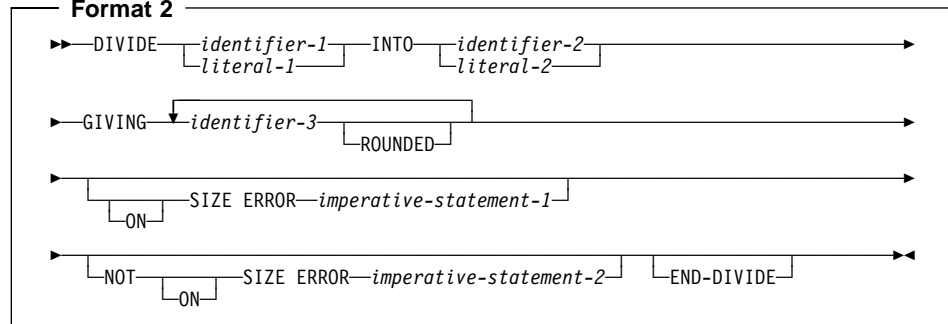 Format 2
DIVIDE identifier-1 INTO identifier-2
literal-1 literal-2
GIVING identifier-3
ROUNDED
SIZE ERROR imperative-statement-1
ON
NOT SIZE ERROR imperative-statement-2 END-DIVIDE
ON